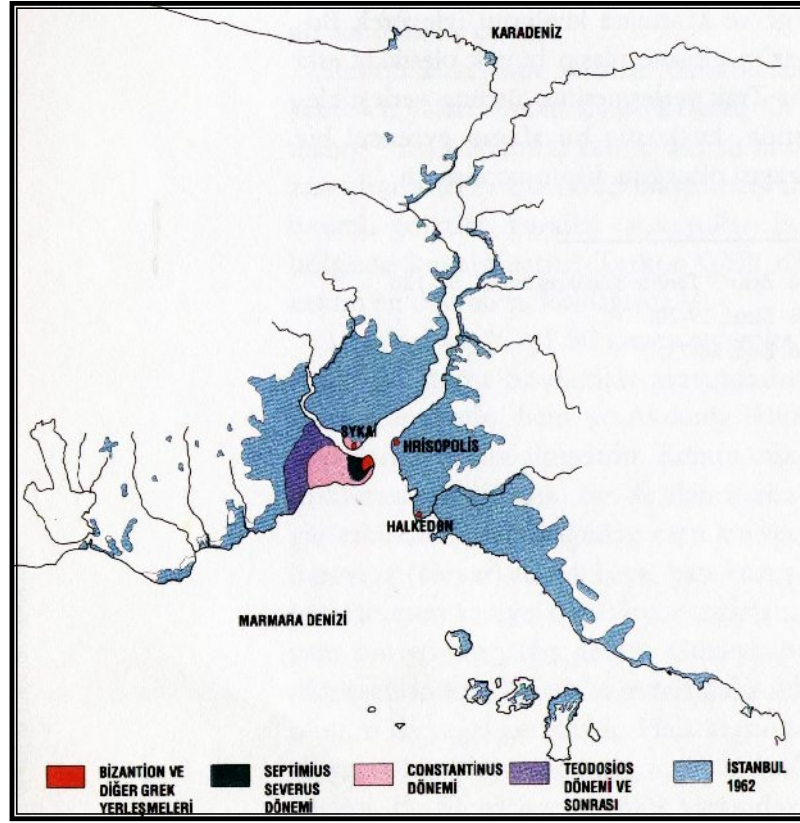 KARADENİZ
SYKAI
HRİSOPOLİS
HALKEDON
MARMARA DENİZİ
BİZANTİON VE
DİĞER GREK
YERLEŞMELERİ
SEPTİMİUS
SEVERUS
DÖNEMİ
CONSTANTİNUS
DÖNEMİ
TEODOSİOS
DÖNEMİ VE
SONRASI
İSTANBUL
1962